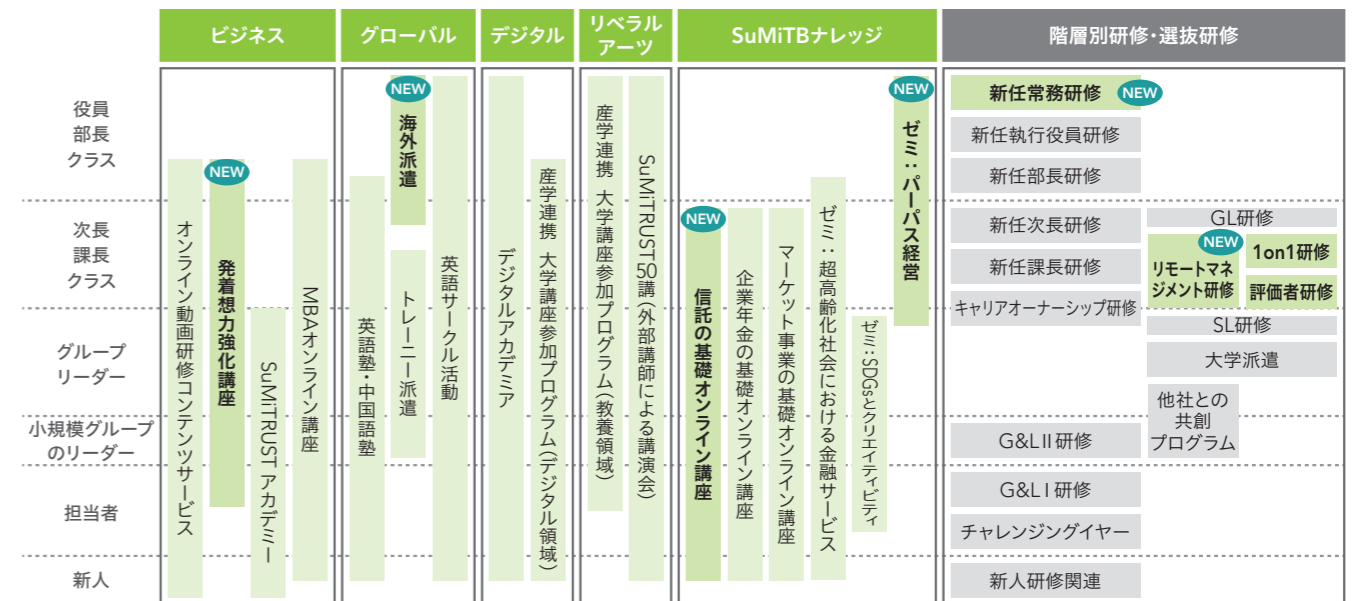 ビジネス
グローバル
デジタル
リベラル
アーツ
SuMiTBナレッジ
階層別研修・選抜研修
役員
部長
クラス
次長
課長
クラス
グループ
リーダー
小規模グループ
のリーダー
担当者
新人
オンライン動画研修コンテンツサービス
NEW
発着想力強化講座
SuMiTRUST アカデミー
MBAオンライン講座
英語塾・中国語塾
NEW
海外派遣
トレーニー派遣
英語サークル活動
デジタルアカデミア
産学連携 大学講座参加プログラム(デジタル領域)
産学連携 大学講座参加プログラム(教養領域)
SuMiTRUST50講(外部講師による講演会)
NEW
信託の基礎オンライン講座
企業年金の基礎オンライン講座
マーケット事業の基礎オンライン講座
ゼミ:超高齢化社会における金融サービス
ゼミ:SDGsとクリエイティビティ
NEW
ゼミ:パーパス経営
新任常務研修
NEW
新任執行役員研修
新任部長研修
新任次長研修
新任課長研修
キャリアオーナーシップ研修
G&LII研修
G&LI研修
チャレンジングイヤー
新人研修関連
GL研修
NEW
リモートマネ
ジメント研修
1on1研修
評価者研修
SL研修
大学派遣
他社との
共創
プログラム